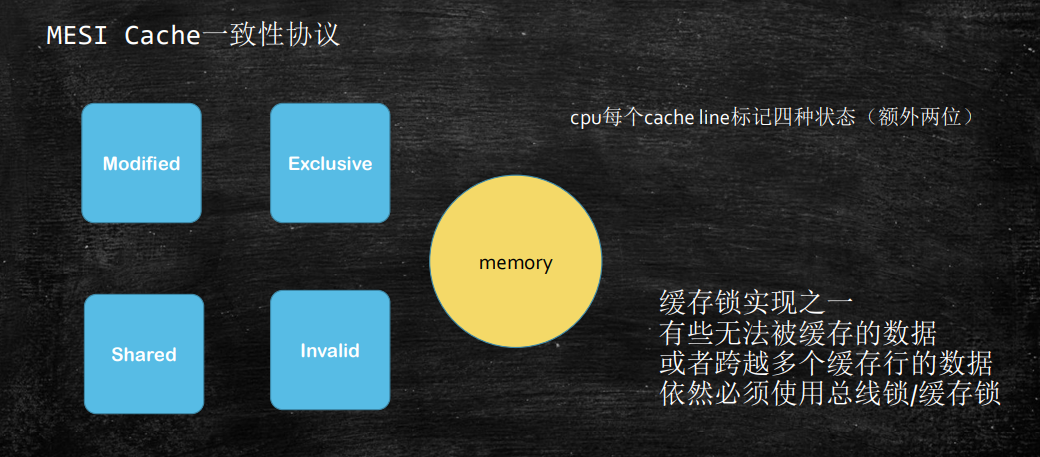 MESI Cache一致性协议
cpu每个cache line标记四种状态（额外两位）
Modified
Exclusive
memory
Shared
Invalid
缓存锁实现之一
有些无法被缓存的数据
或者跨越多个缓存行的数据
依然必须使用总线锁/缓存锁